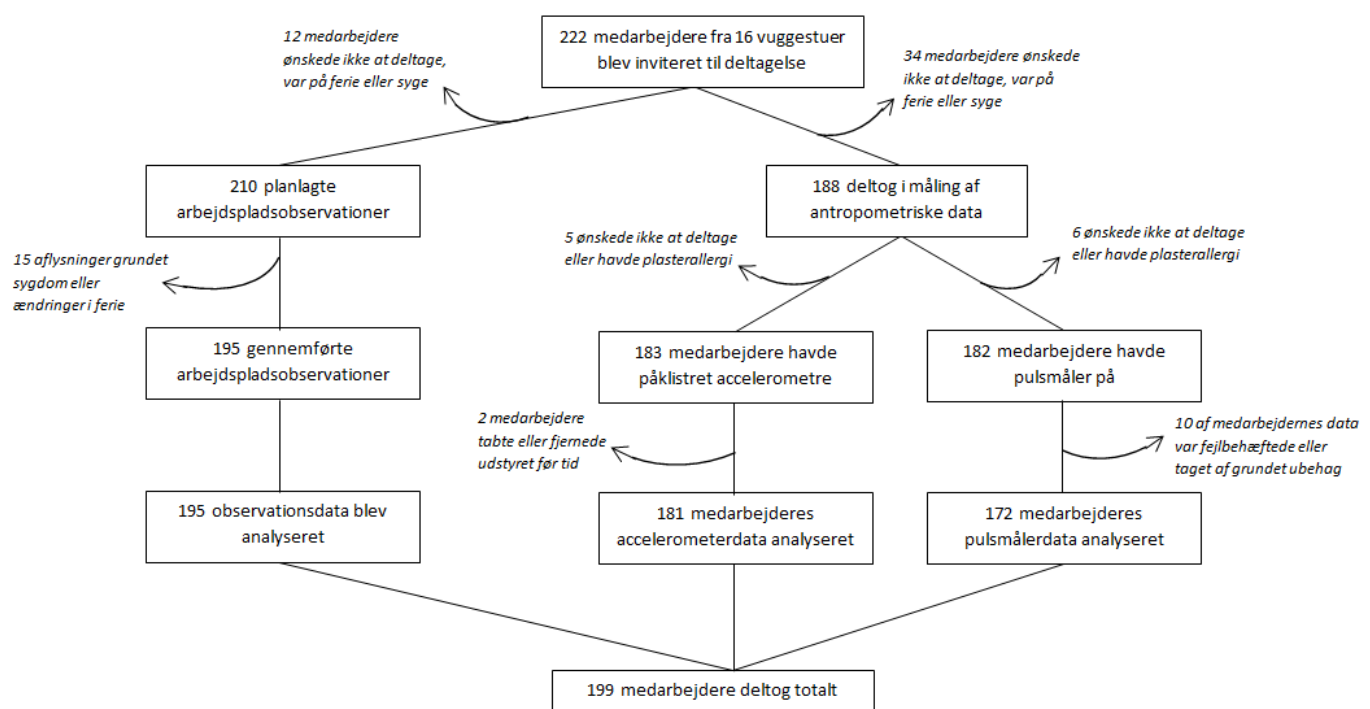 222 medarbejdere fra 16 vuggestuer
blev inviteret til deltagelse
12 medarbejdere
ønskede ikke at deltage,
var på ferie eller syge
34 medarbejdere ønskede
ikke at deltage, var på
ferie eller syge
210 planlagte
arbejdspladsobservationer
188 deltog i måling af
antropometriske data
15 aflysninger grundet
sygdom eller
ændringer i ferie
5 ønskede ikke at deltage
eller havde plasterallergi
6 ønskede ikke at deltage
eller havde plasterallergi
195 gennemførte
arbejdspladsobservationer
183 medarbejdere havde
påklistret accelerometre
182 medarbejdere havde
pulsmåler på
2 medarbejdere
tabte eller fjernede
udstyret før tid
10 af medarbejdernes data
var fejlbehæftede eller
taget af grundet ubehag
195 observationsdata blev
analyseret
181 medarbejderes
accelerometerdata analyseret
172 medarbejderes
pulsmålerdata analyseret
199 medarbejdere deltog totalt